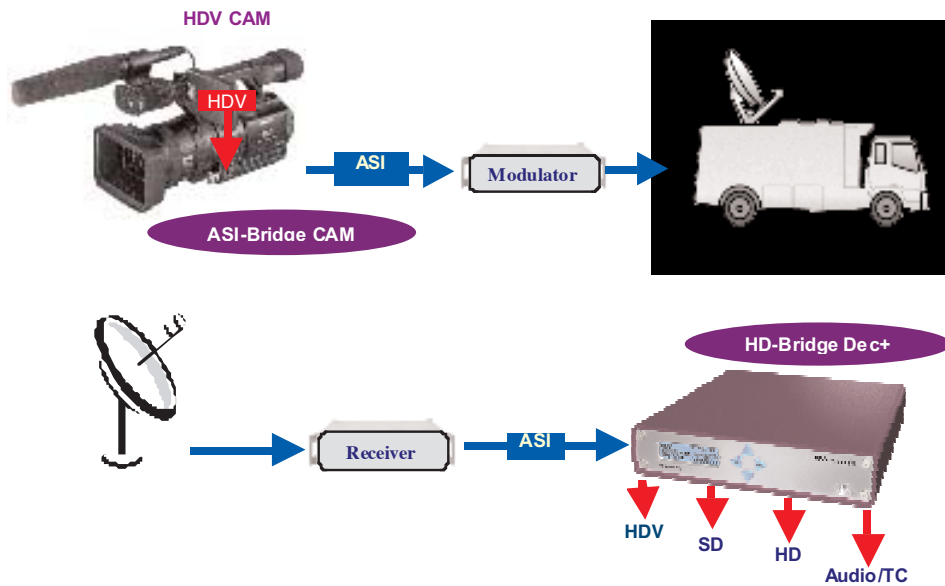 HDV CAM
HDV
ASI
Modulator
ASI-Bridge CAM
HD-Bridge Dec+
Receiver
ASI
HDV
SD
HD
Audio/TC